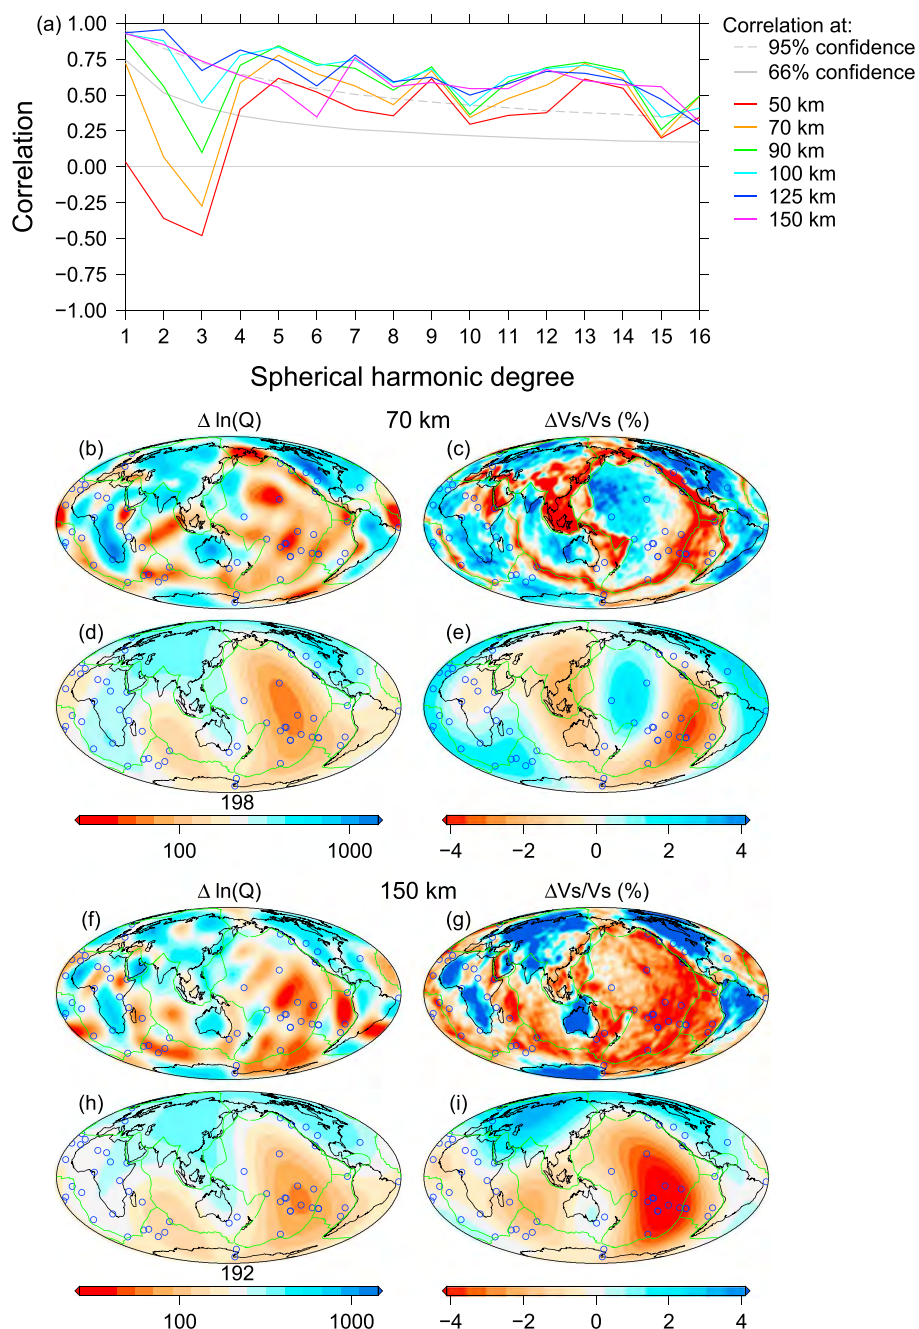 (a)
1.00
0.75
0.50
0.25
0.00
−0.25
−0.50
−0.75
−1.00
Correlation
1 2 3 4 5 6 7 8 9 10 11 12 13 14 15 16
Spherical harmonic degree
Correlation at:
95% confidence
66% confidence
50 km
70 km
90 km
100 km
125 km
150 km
Δ ln(Q) 70 km ΔVs/Vs (%)
(b) (c)
(d) (e)
198
100 1000 −4 −2 0 2 4
Δ ln(Q) 150 km ΔVs/Vs (%)
(f) (g)
(h) (i)
192
100 1000 −4 −2 0 2 4